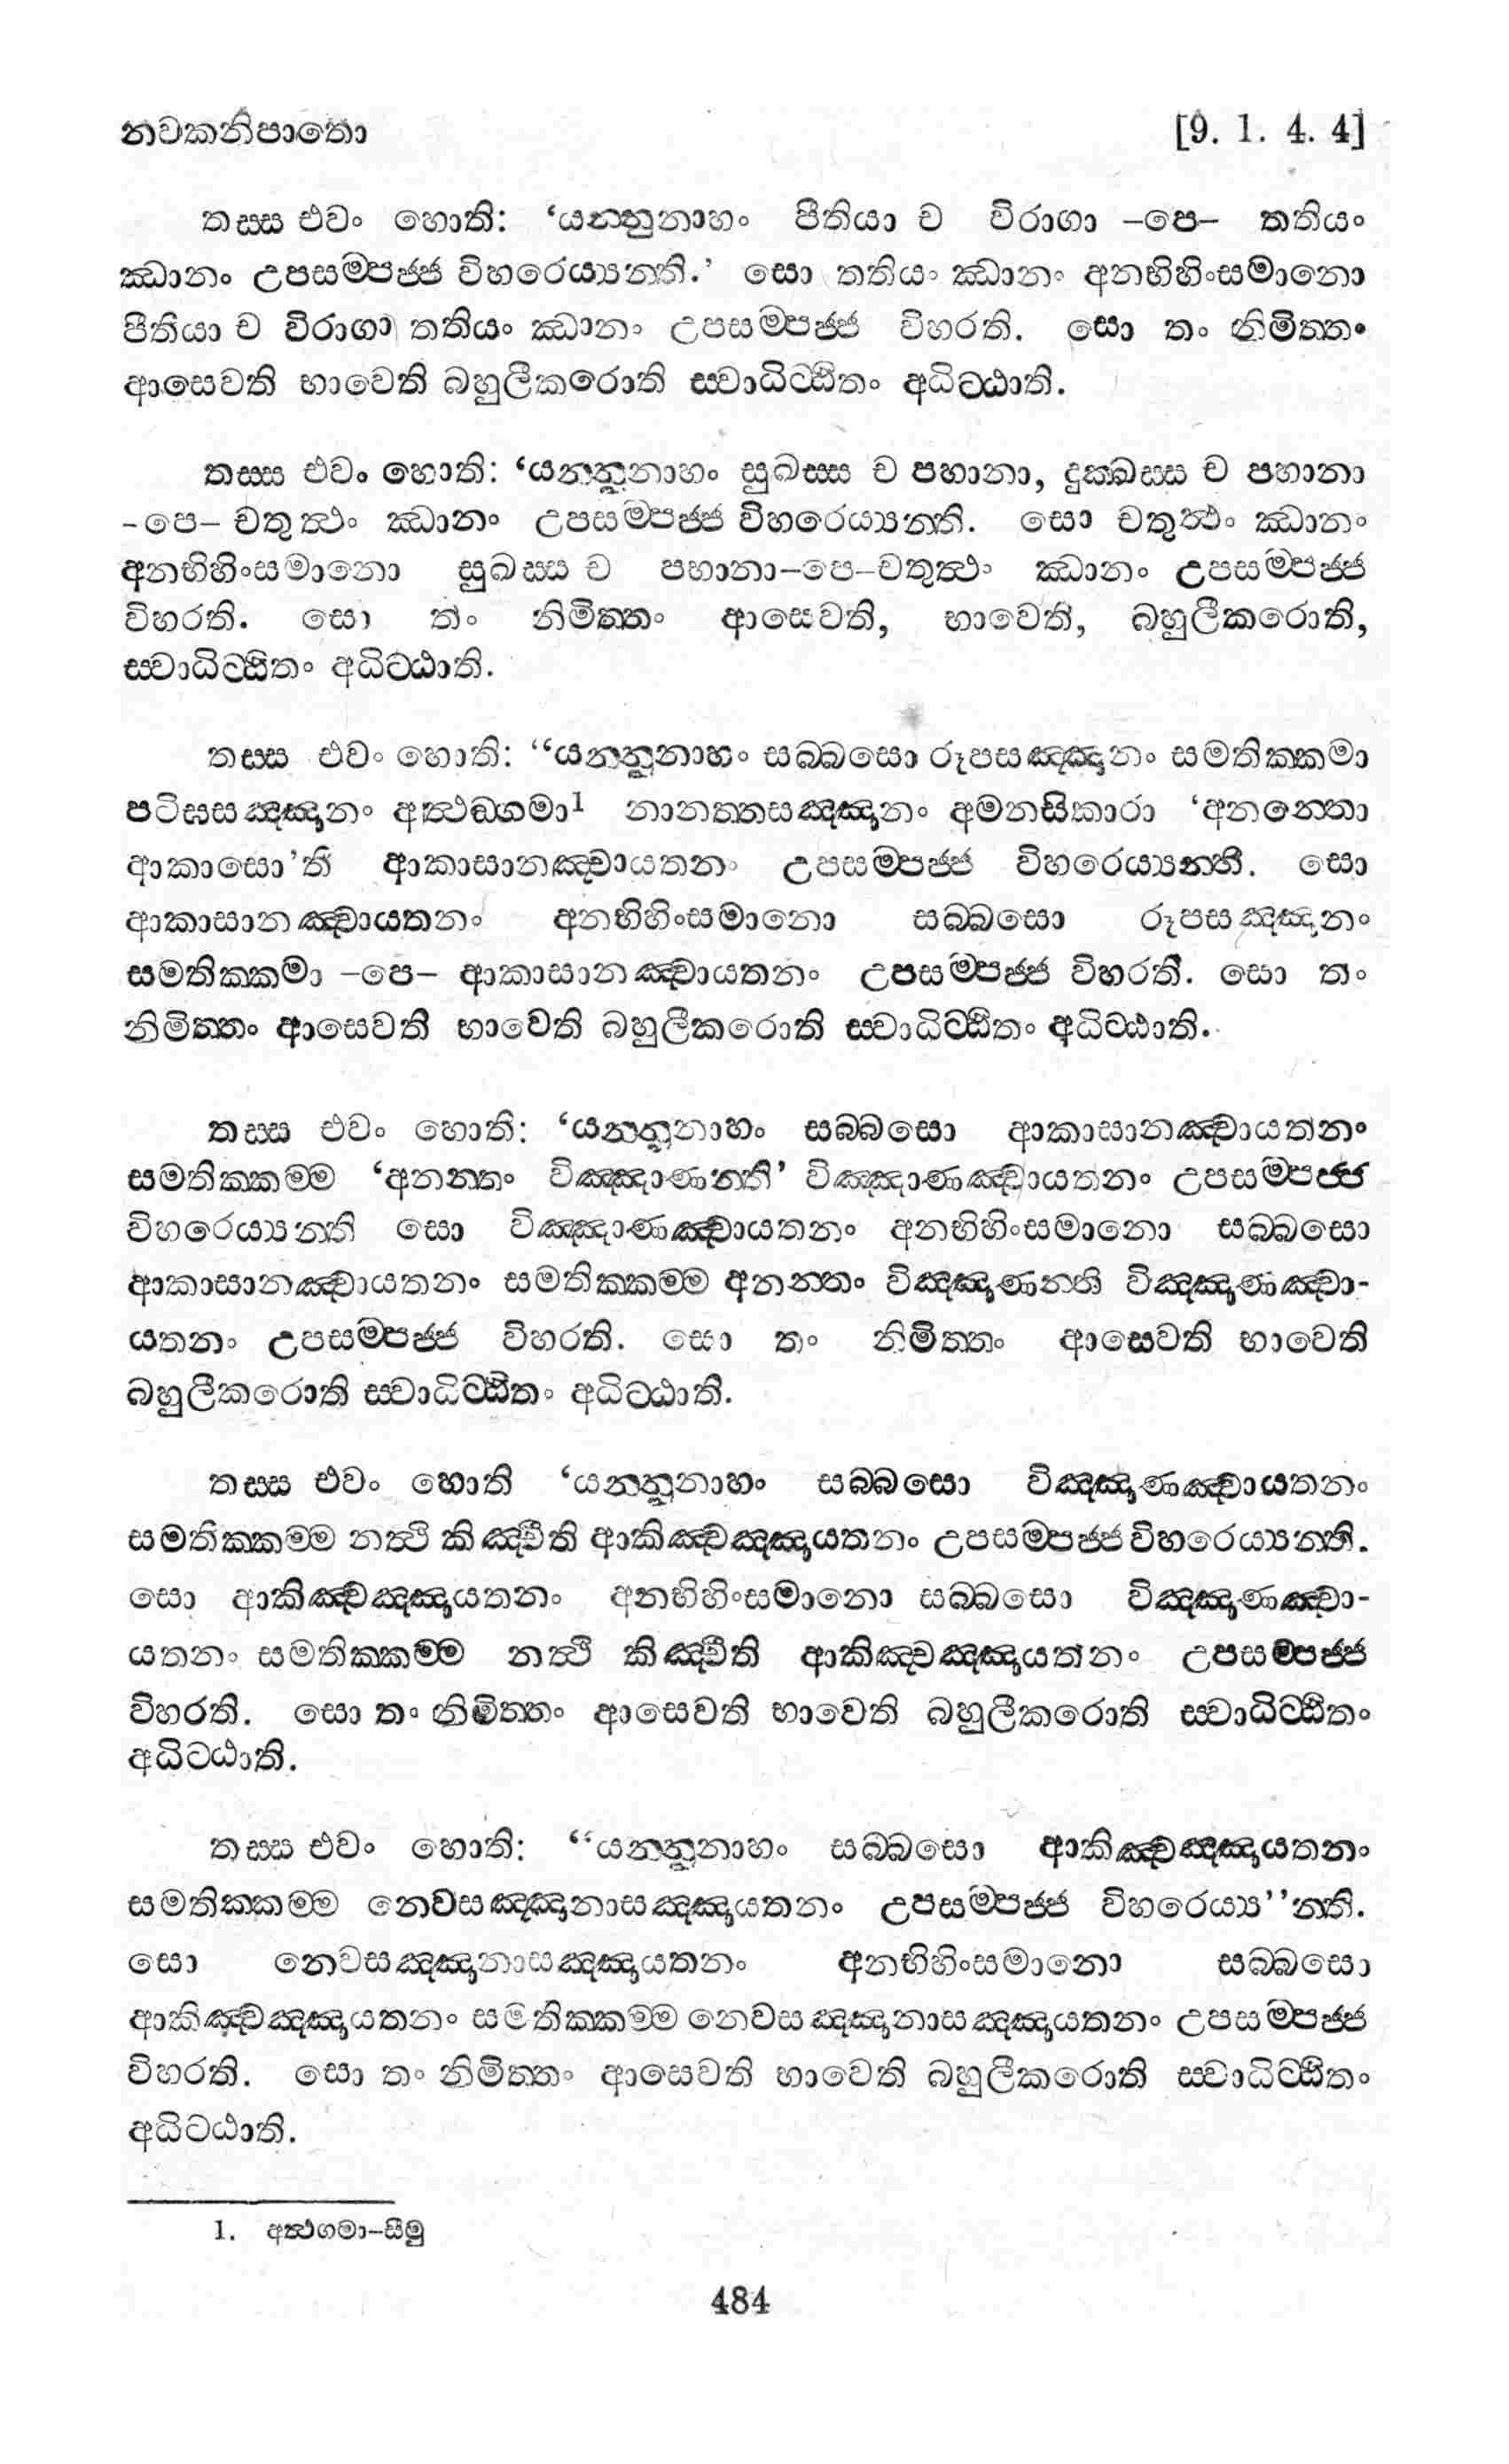 නවකනිපාතො [9. 1. 4. 4]
තස්ස එවං හොති: ‘යන්නුනාහං පීතියා ච විරාගා –පෙ– තතියං
ඣානං උපසම්පජ්ජ විහරෙය්‍යන්ති.’ සො තතියං ඣානං අනභිහිංසමානො
පීතියා ච විරාගා තතියං ඣානං උපසම්පජ්ජ විහරති. සො තං නිමිත්තං
ආසෙවති භාවෙති බහුලීකරොති ස්වාධිට්ඨිතං අධිට්ඨාති.
තස්ස එවං හොති: ‘යන්නූනාහං සුඛස්ස ච පහානා, දුක්ඛස්ස ච පහානා
-පෙ– චතුත්‍ථං ඣානං උපසම්පජ්ජ විහරෙය්‍යන්ති. සො චතුත්‍ථං ඣානං
අනභිහිංසමානො සුඛස්ස ච පහානා–පෙ–චතුත්‍ථං ඣානං උපසම්පජ්ජ
විහරති. සො තං නිමිත්තං ආසෙවති, භාවෙති, බහුලීකරොති,
ස්වාධිට්ඨිතං අධිට්ඨාති.
තස්ස එවං හොති: “යන්නූනාහං සබ්බසො රූපසඤ්ඤානං සමතික්කමා
පටිඝසඤ්ඤානං අත්‍ථඞ්ගමා1 නානත්තසඤ්ඤානං අමනසිකාරා ‘අනන්තො
ආකාසො’ති ආකාසානඤ්චායතනං උපසම්පජ්ජ විහරෙය්‍යන්ති. සො
ආකාසානඤ්චායතනං අනභිහිංසමානො සබ්බසො රූපසඤ්ඤානං
සමතික්කමා –පෙ– ආකාසානඤ්චායතනං උපසම්පජ්ජ විහරති. සො තං
නිමිත්තං ආසෙවති භාවෙති බහුලීකරොති ස්වාධිට්ඨිතං අධිට්ඨාති.
තස්ස එවං හොති: ‘යන්නූනාහං සබ්බසො ආකාසානඤ්චායතනං
සමතික්කම්ම ‘අනන්තං විඤ්ඤාණන්ති’ විඤ්ඤාණඤ්චායතනං උපසම්පජ්ජ
විහරෙය්‍යන්ති සො විඤ්ඤාණඤ්චායතනං අනභිහිංසමානො සබ්බසො
ආකාසානඤ්චායතනං සමතික්කම්ම අනන්තං විඤ්ඤාණන්ති විඤ්ඤාණඤ්චා-
යතනං උපසම්පජ්ජ විහරති. සො තං නිමිත්තං ආසෙවති භාවෙති
බහුලීකරොති ස්වාධිට්ඨිතං අධිට්ඨාති.
තස්ස එවං හොති ‘යන්නූනාහං සබ්බසො විඤ්ඤාණඤ්චායතනං
සමතික්කම්ම නත්‍ථි කිඤ්චීති ආකිඤ්චඤ්ඤායතනං උපසම්පජ්ජ විහරෙය්‍යන්ති.
සො ආකිඤ්චඤ්ඤායතනං අනභිහිංසමානො සබ්බසො විඤ්ඤාණඤ්චා-
යතනං සමතික්කම්ම නත්‍ථි කිඤ්චීති ආකිඤ්චඤ්ඤායතනං උපසම්පජ්ජ
විහරති. සො තං නිමිත්තං ආසෙවති භාවෙති බහුලීකරොති ස්වාධිට්ඨිතං
අධිට්ඨාති.
තස්ස එවං හොති: “යන්නූනාහං සබ්බසො ආකිඤ්චඤ්ඤායතනං
සමතික්කම්ම නෙවසඤ්ඤානාසඤ්ඤායතනං උපසම්පජ්ජ විහරෙය්‍ය”න්ති.
සො නෙවසඤ්ඤානාසඤ්ඤායතනං අනභිහිංසමානො සබ්බසො
ආකිඤ්චඤ්ඤායතනං සමතික්කම්ම නෙවසඤ්ඤානාසඤ්ඤායතනං උපසම්පජ්ජ
විහරති. සො තං නිමිත්තං ආසෙවති භාවෙති බහුලීකරොති ස්වාධිට්ඨිතං
අධිට්ඨාති.
1. අත්‍ථගමා–සීමු
484